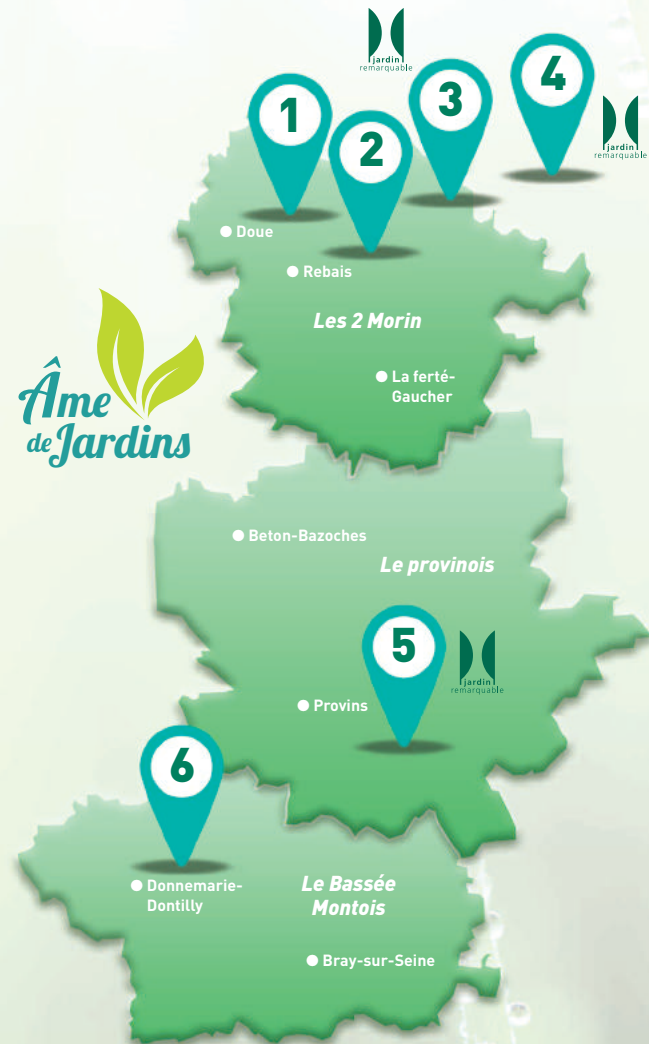 jardin
remarquable
1
2
3
4
jardin
remarquable
Doue
Rebais
Les 2 Morin
La ferté-
Gaucher
Âme
de Jardins
Beton-Bazoches
Le provinois
5
jardin
remarquable
Provins
6
Donnemarie-
Dontilly
Le Bassée
Montois
Bray-sur-Seine